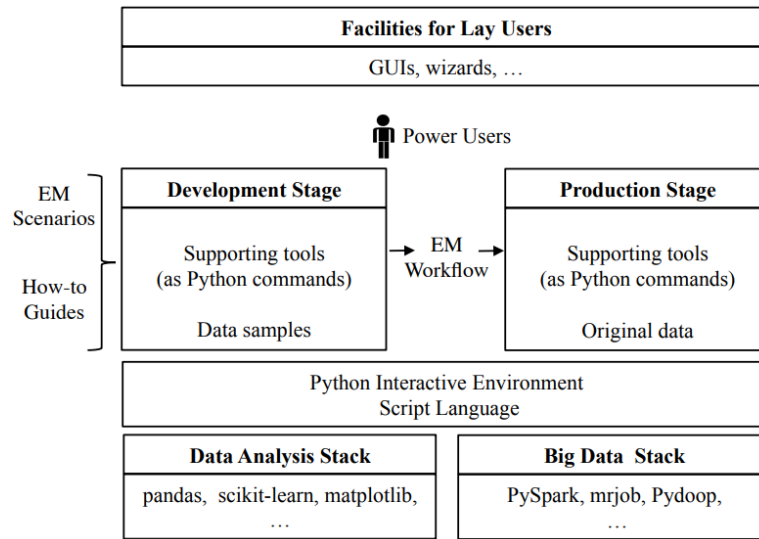 Facilities for Lay Users
GUIs, wizards, …
Power Users
EM
Scenarios
How-to
Guides
Development Stage
Supporting tools
(as Python commands)
Data samples
EM
Workflow
Production Stage
Supporting tools
(as Python commands)
Original data
Python Interactive Environment
Script Language
Data Analysis Stack
pandas, scikit-learn, matplotlib,
…
Big Data Stack
PySpark, mrjob, Pydoop,
…